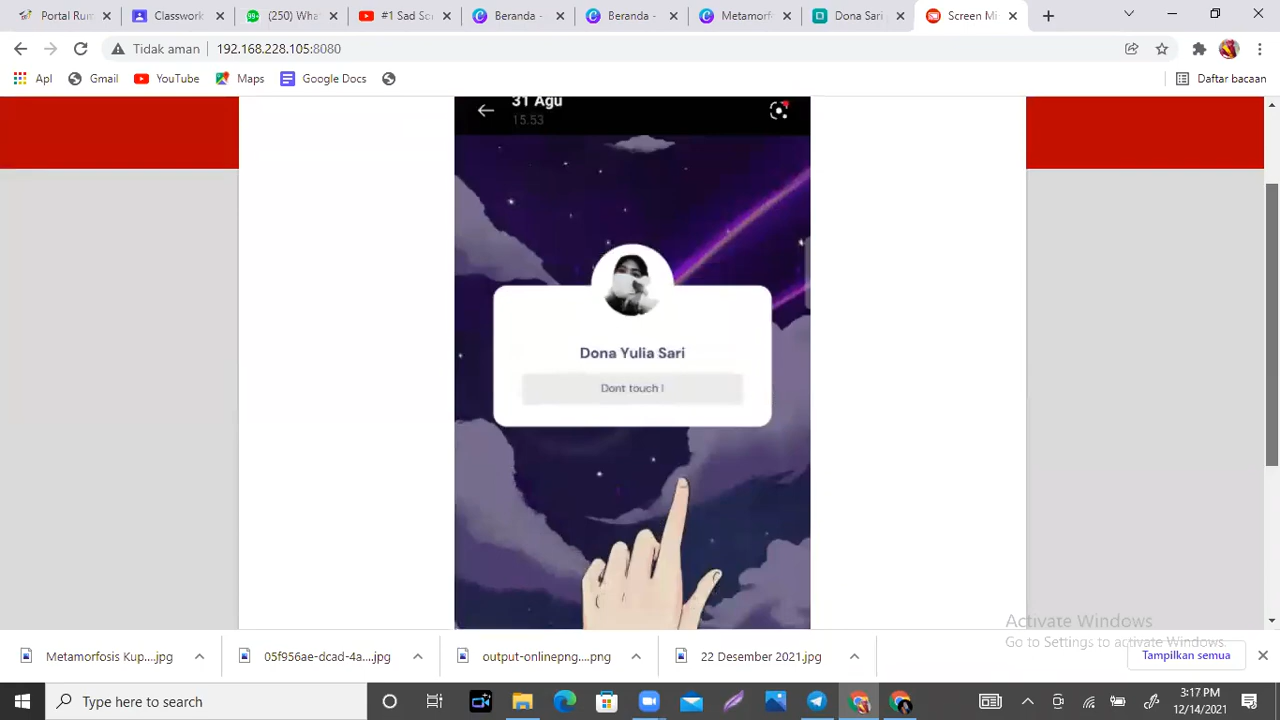 Portal Rum
Classwork
(250) Wha
#1 Sad So
Beranda -
Beranda -
Metamorf
Dona Sari
Screen Mi
Tidak aman
192.168.228.105:8080
Apl
Gmail
YouTube
Maps
Google Docs
Daftar bacaan
31 Agu
15.53
Dona Yulia Sari
Dont touch !
Activate Windows
Go to Settings to activate Windows.
Metamorfosis Kup....jpg
05f956aea2ed-4a....jpg
output-onlinepng....png
22 Desember 2021.jpg
Tampilkan semua
Type here to search
3:17 PM
12/14/2021